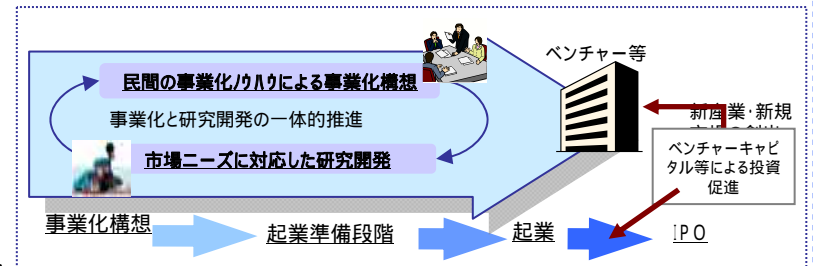 ベンチャー等
民間の事業化ノウハウによる事業化構想
事業化と研究開発の一体的推進
市場ニーズに対応した研究開発
新産業・新規
ベンチャーキャピ
タル等による投資
促進
事業化構想
起業準備段階
起業
IPO